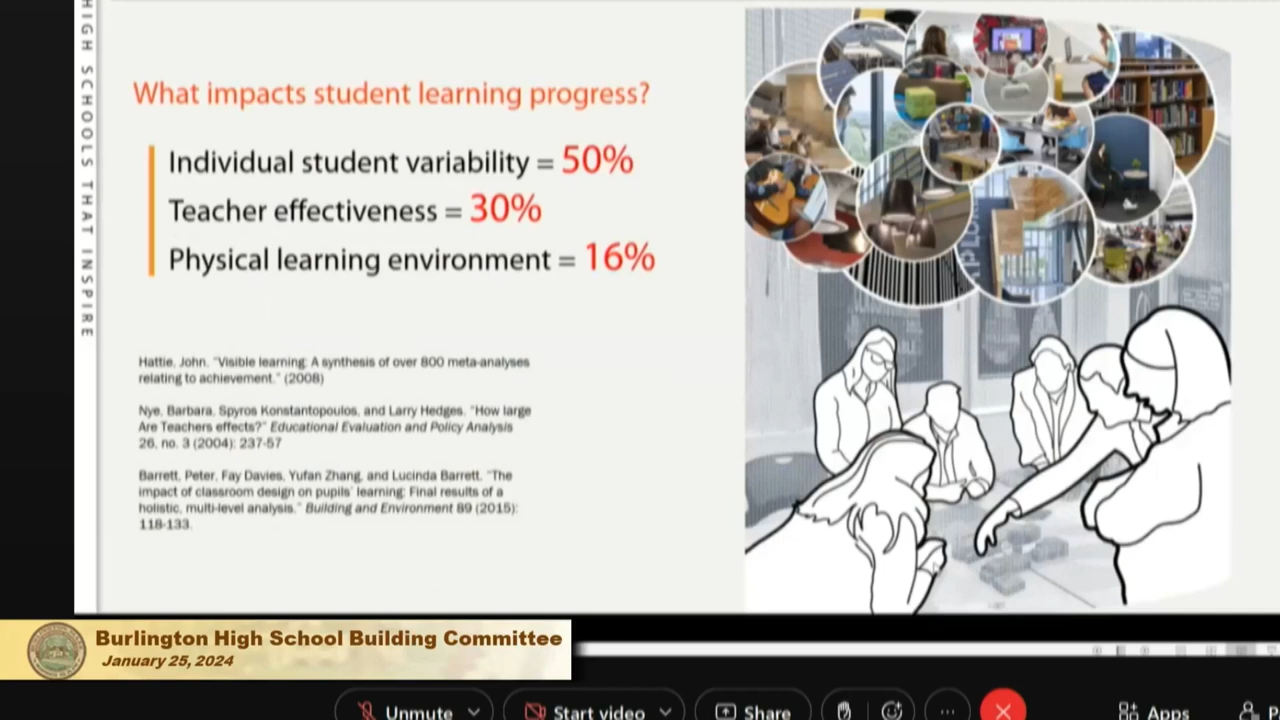 HIGH SCHOOLS THAT INSPIRE
What impacts student learning progress?
Individual student variability = 50%
Teacher effectiveness = 30%
Physical learning environment = 16%
Hattie, John. "Visible learning: A synthesis of over 800 meta-analyses
relating to achievement." (2008)
Nye, Barbara, Spyros Konstantopoulos, and Larry Hedges. "How large
Are Teachers effects?" Educational Evaluation and Policy Analysis
26, no. 3 (2004): 237-57
Barrett, Peter, Fay Davies, Yufan Zhang, and Lucinda Barrett. "The
impact of classroom design on pupils' learning: Final results of a
holistic, multi-level analysis." Building and Environment 89 (2015):
118-133.
Burlington High School Building Committee
January 25, 2024
Unmute
Start video
Share
Apps